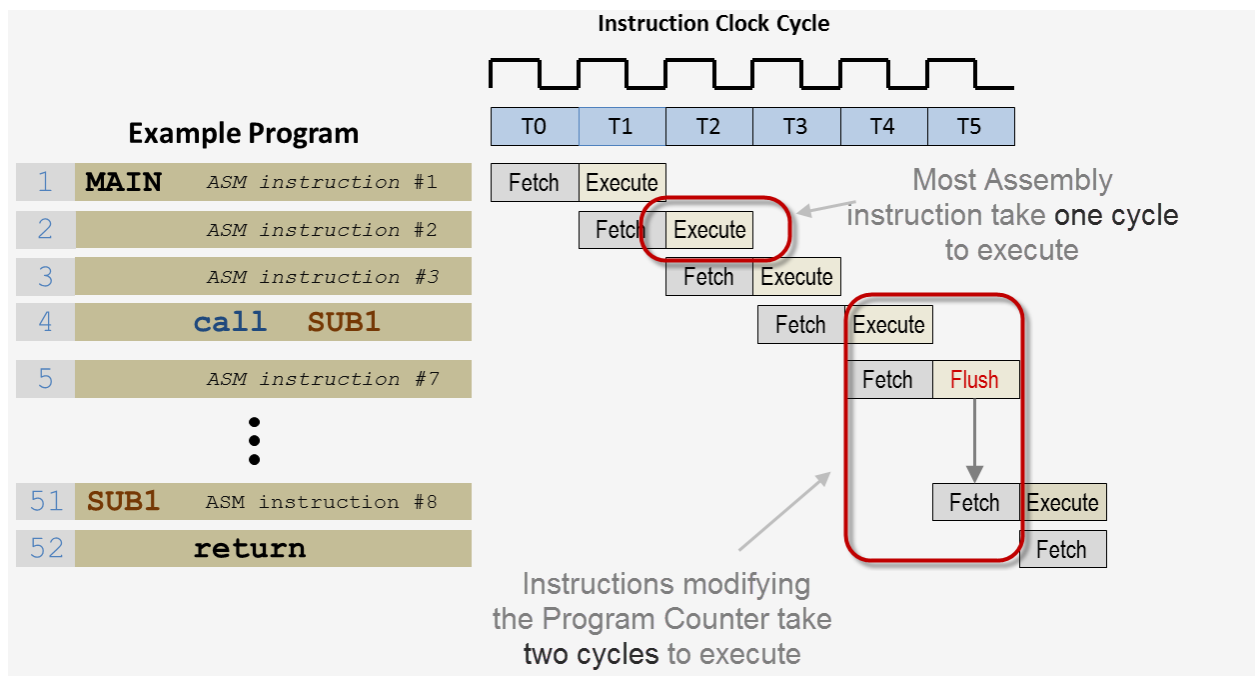 Instruction Clock Cycle
Example Program
T0 T1 T2 T3 T4 T5
1 MAIN ASM instruction #1 Fetch Execute
Most Assembly
instruction take one cycle
to execute
2 ASM instruction #2 Fetch Execute
3 ASM instruction #3 Fetch Execute
4 call SUB1 Fetch Execute
5 ASM instruction #7 Fetch Flush
51 SUB1 ASM instruction #8 Fetch Execute
52 return Fetch
Instructions modifying
the Program Counter take
two cycles to execute